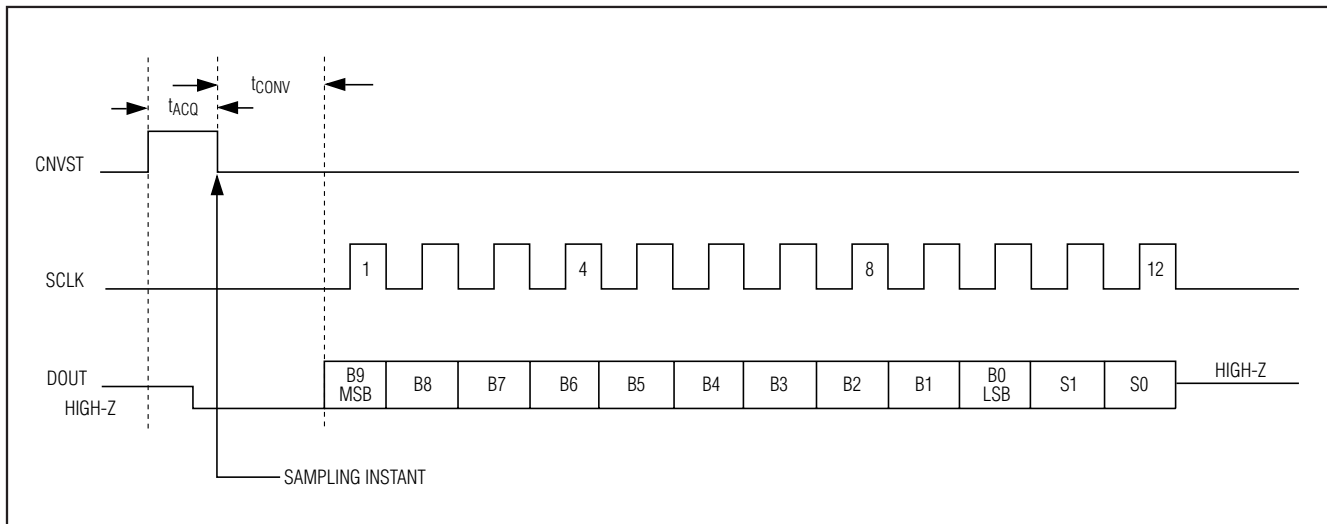 tCONV
tACQ
CNVST
1 4 8 12
SCLK
DOUT
HIGH-Z
B9 MSB B8 B7 B6 B5 B4 B3 B2 B1 B0 LSB S1 S0
HIGH-Z
SAMPLING INSTANT